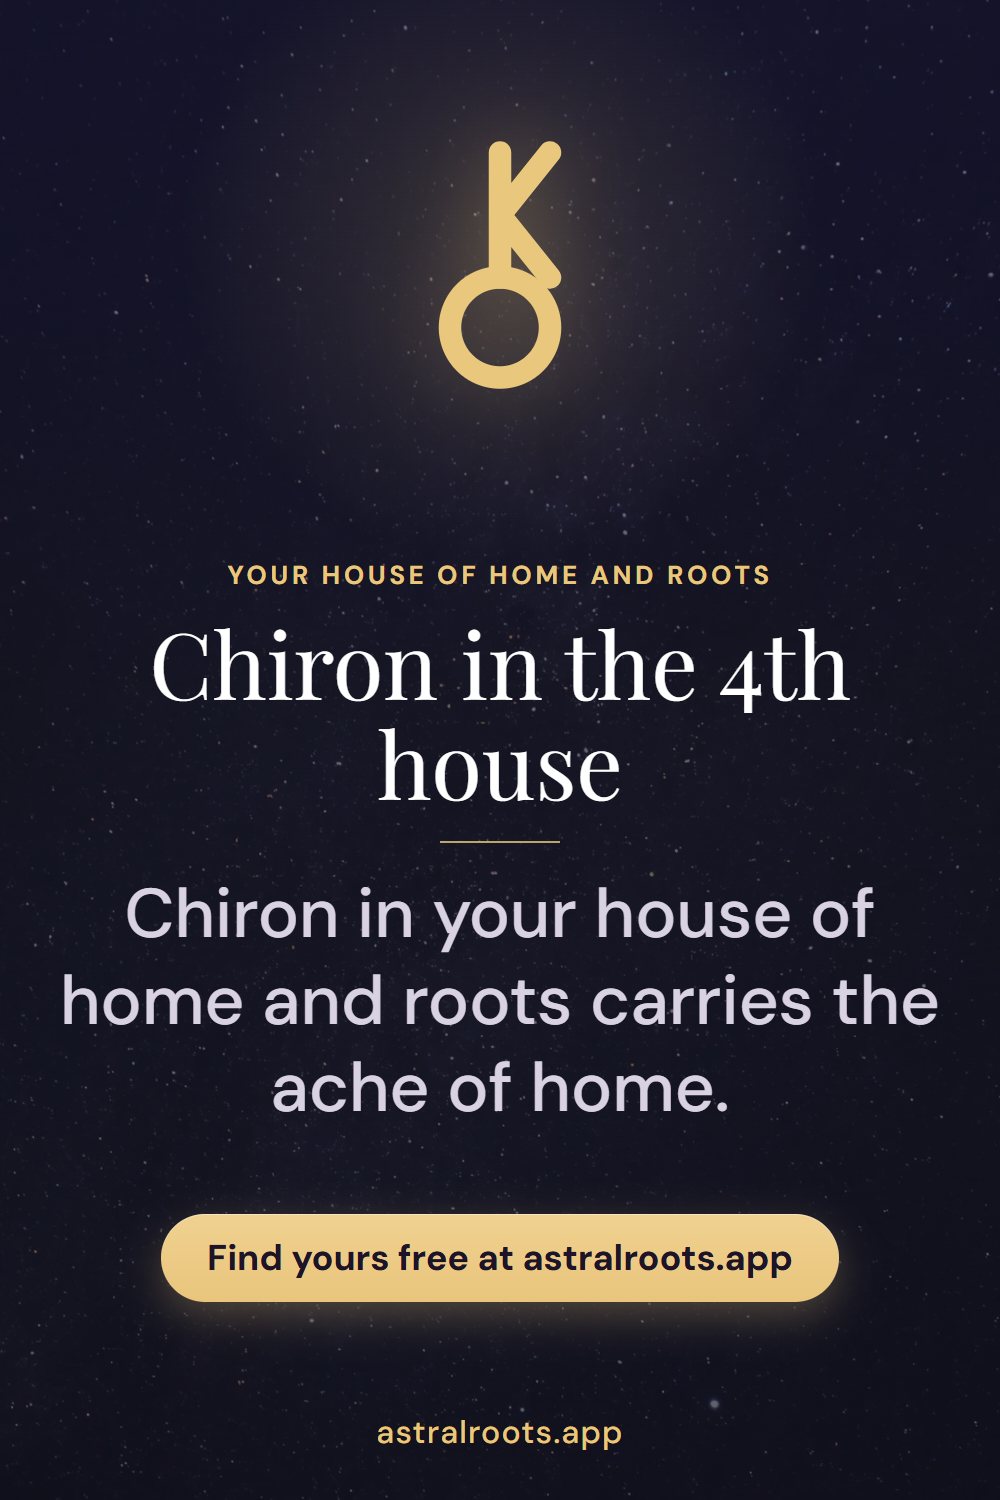 YOUR HOUSE OF HOME AND ROOTS
Chiron in the 4th
house
Chiron in your house of
home and roots carries the
ache of home.
Find yours free at astralroots.app
astralroots.app